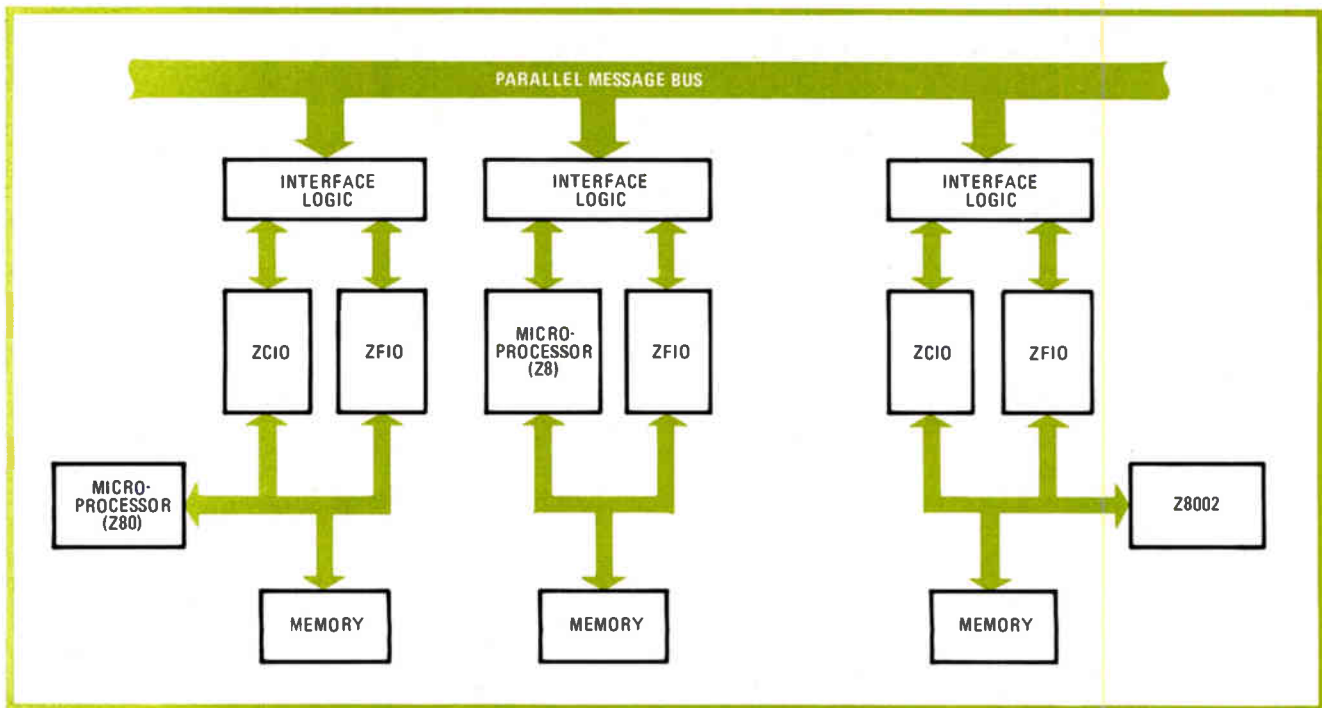 PARALLEL MESSAGE BUS
INTERFACE
LOGIC
INTERFACE
LOGIC
INTERFACE
LOGIC
ZCIO
ZFIO
MICRO-
PROCESSOR
(Z8)
ZFIO
ZCIO
ZFIO
MICRO-
PROCESSOR
(Z80)
Z8002
MEMORY
MEMORY
MEMORY